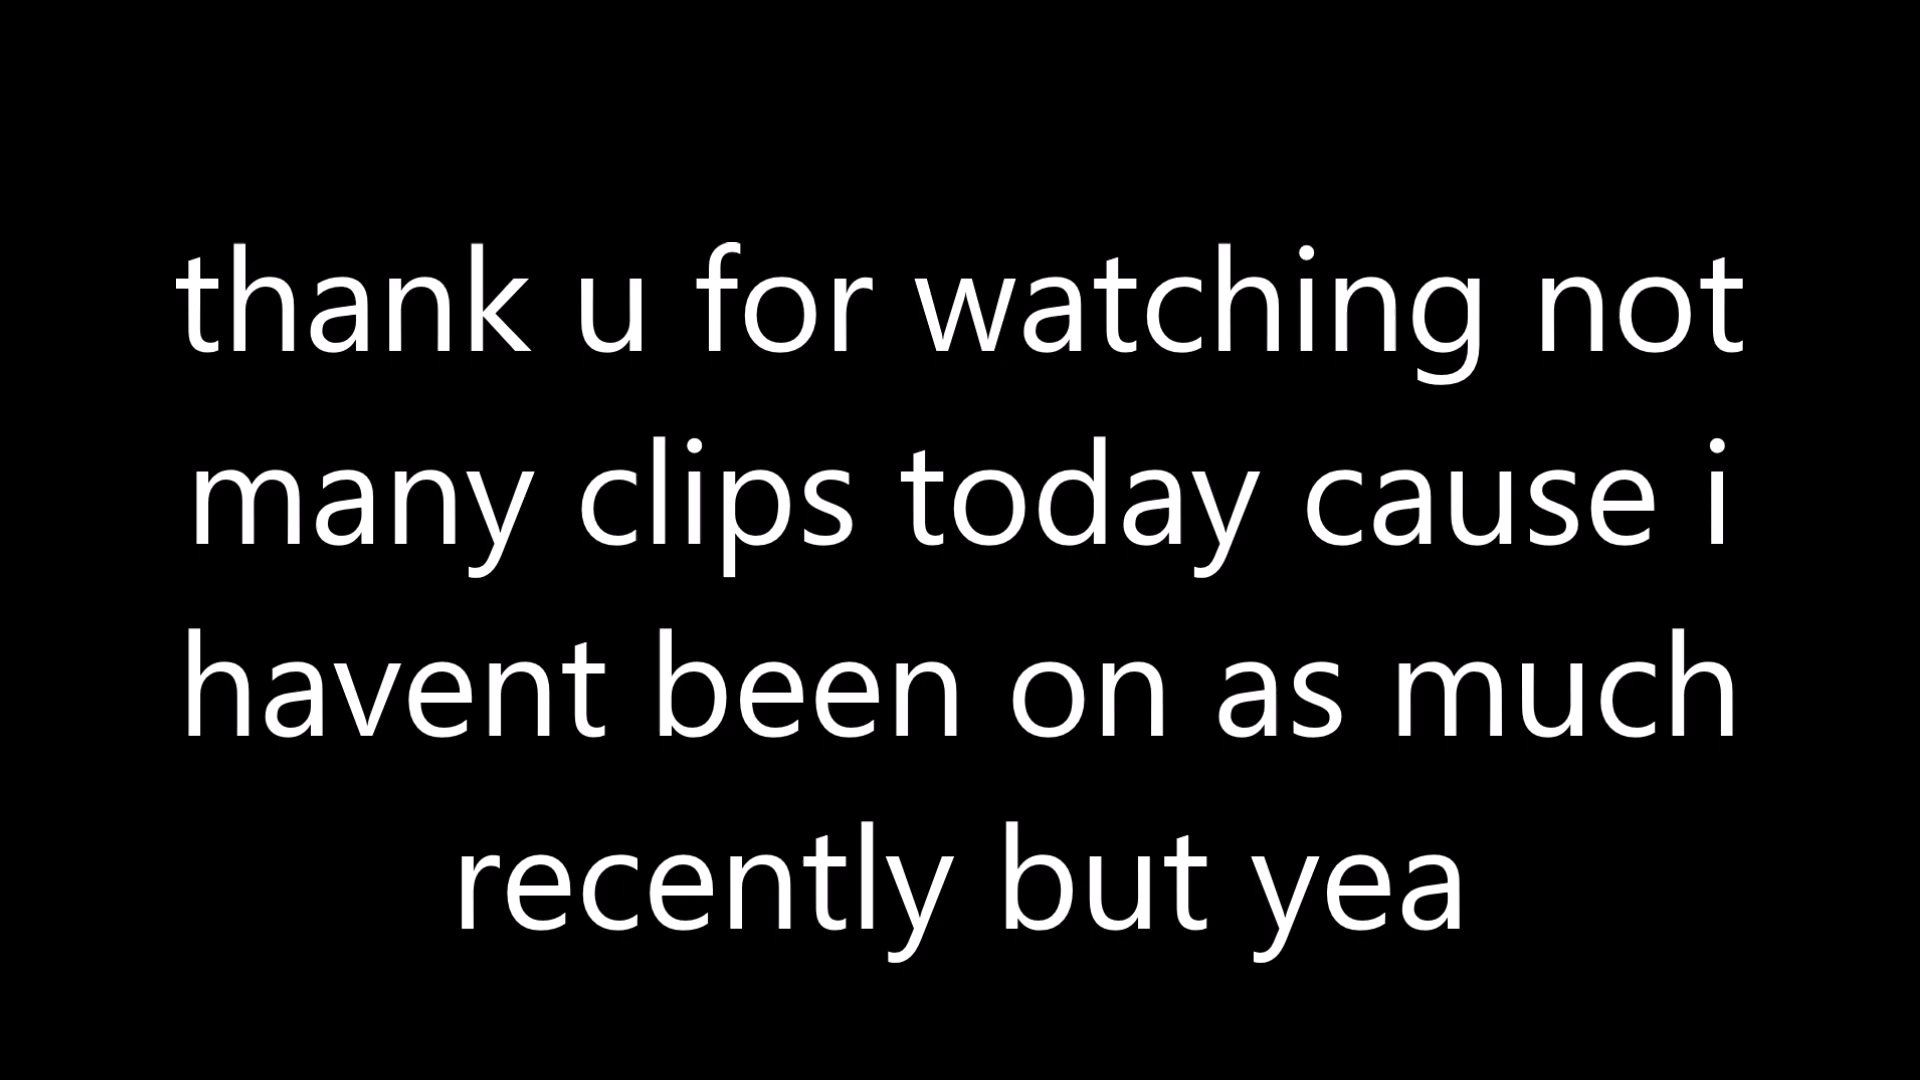 thank u for watching not
many clips today cause i
havent been on as much
recently but yea